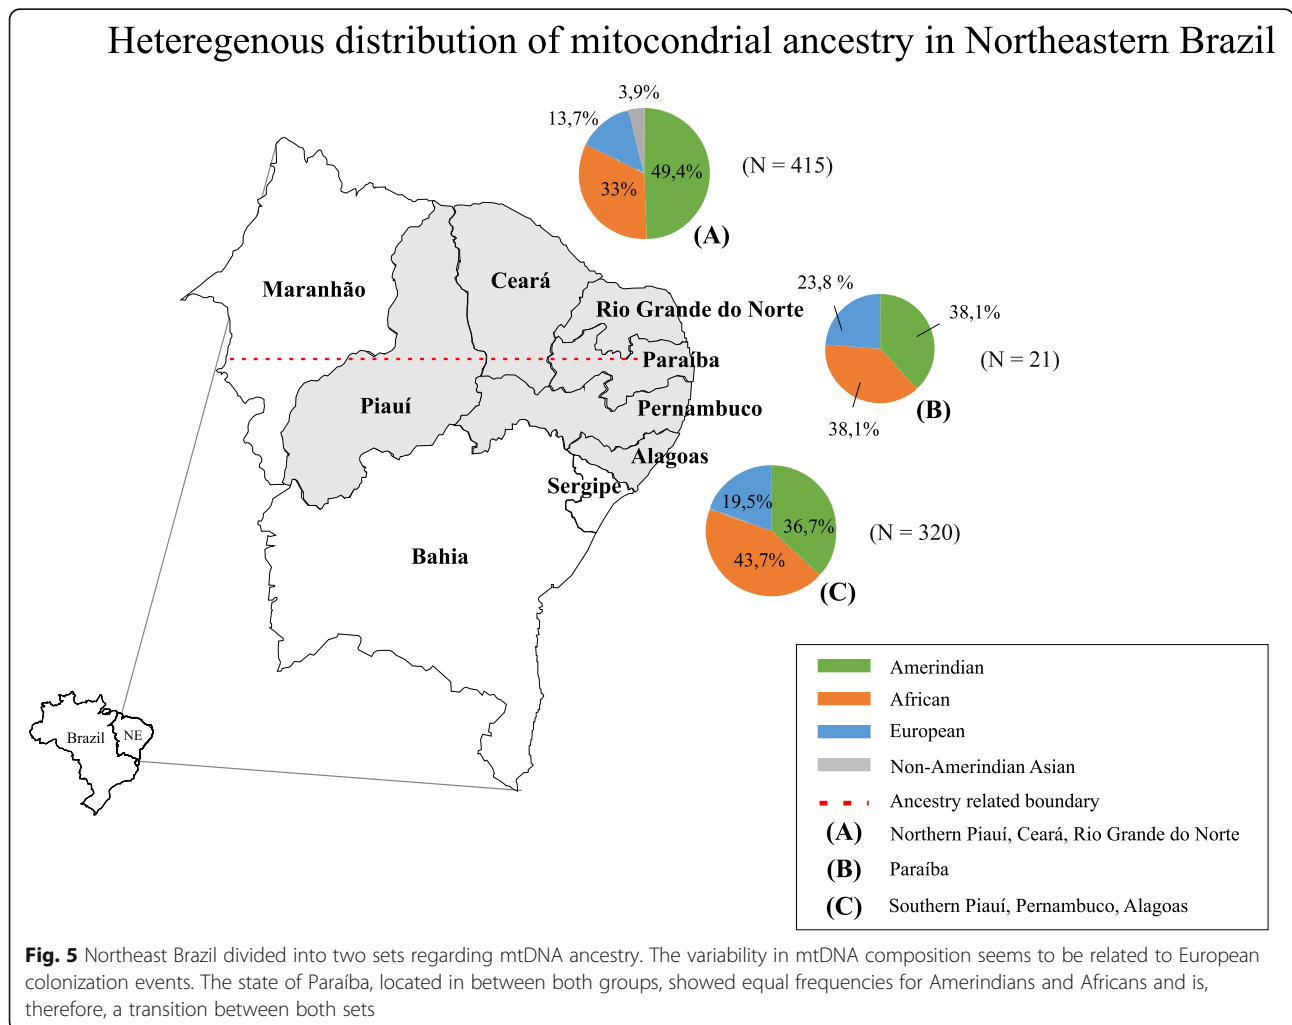 Heteregenous distribution of mitocondrial ancestry in Northeastern Brazil
3,9%
13,7%
49,4%
33%
(N = 415)
(A)
Maranhão
Ceará
Rio Grande do Norte
Paraíba
Piauí
Pernambuco
Alagoas
Sergipe
Bahia
23,8 %
38,1%
(N = 21)
(B)
38,1%
19,5%
36,7%
43,7%
(N = 320)
(C)
Brazil
NE
Amerindian
African
European
Non-Amerindian Asian
Ancestry related boundary
(A) Northern Piauí, Ceará, Rio Grande do Norte
(B) Paraíba
(C) Southern Piauí, Pernambuco, Alagoas
Fig. 5 Northeast Brazil divided into two sets regarding mtDNA ancestry. The variability in mtDNA composition seems to be related to European
colonization events. The state of Paraíba, located in between both groups, showed equal frequencies for Amerindians and Africans and is,
therefore, a transition between both sets